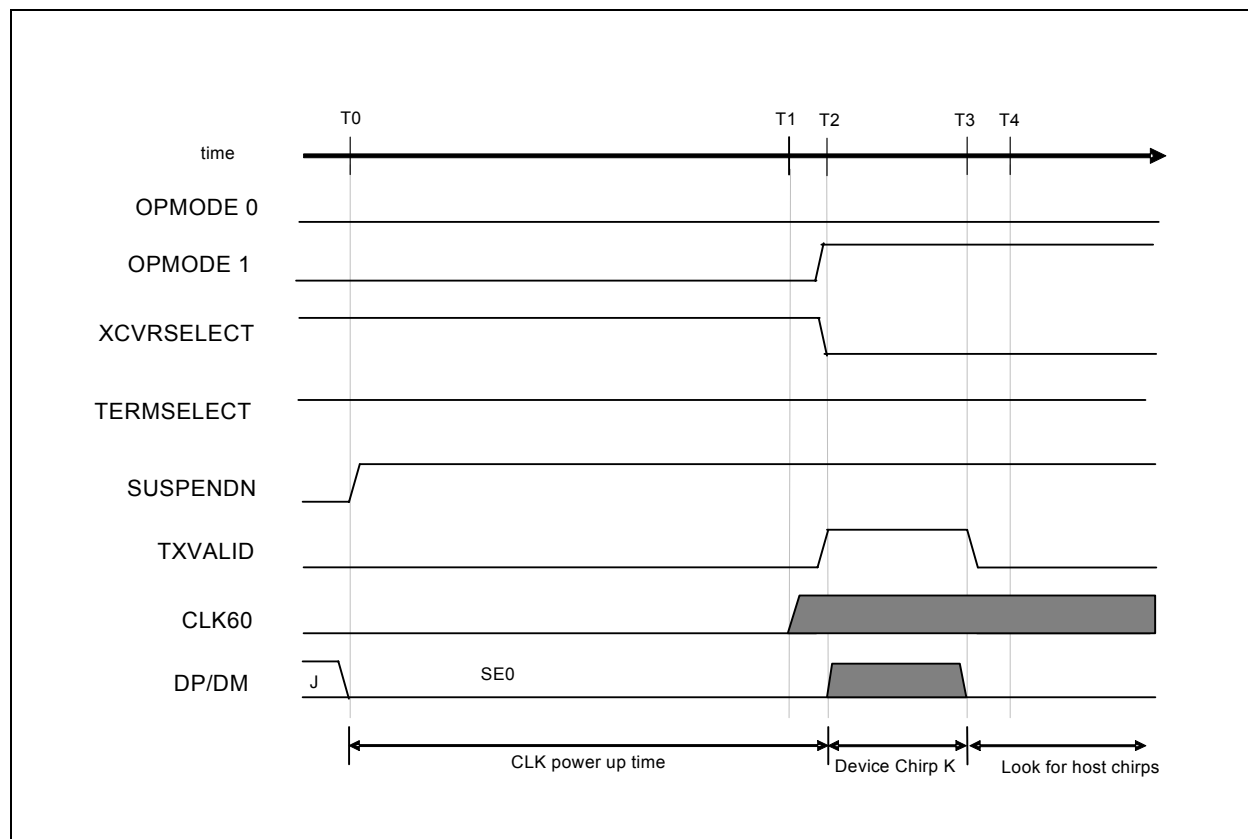 T0 T1 T2 T3 T4
time
OPMODE 0
OPMODE 1
XCVRSELECT
TERMSELECT
SUSPENDN
TXVALID
CLK60
DP/DM J SE0
CLK power up time Device Chirp K Look for host chirps